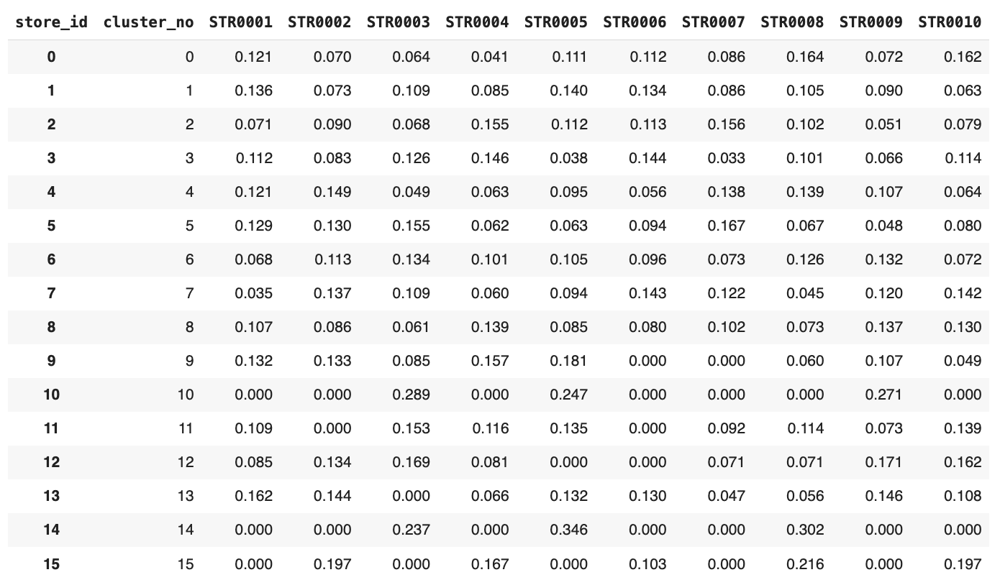 store_id cluster_no STR0001 STR0002 STR0003 STR0004 STR0005 STR0006 STR0007 STR0008 STR0009 STR0010
0 0 0.121 0.070 0.064 0.041 0.111 0.112 0.086 0.164 0.072 0.162
1 1 0.136 0.073 0.109 0.085 0.140 0.134 0.086 0.105 0.090 0.063
2 2 0.071 0.090 0.068 0.155 0.112 0.113 0.156 0.102 0.051 0.079
3 3 0.112 0.083 0.126 0.146 0.038 0.144 0.033 0.101 0.066 0.114
4 4 0.121 0.149 0.049 0.063 0.095 0.056 0.138 0.139 0.107 0.064
5 5 0.129 0.130 0.155 0.062 0.063 0.094 0.167 0.067 0.048 0.080
6 6 0.068 0.113 0.134 0.101 0.105 0.096 0.073 0.126 0.132 0.072
7 7 0.035 0.137 0.109 0.060 0.094 0.143 0.122 0.045 0.120 0.142
8 8 0.107 0.086 0.061 0.139 0.085 0.080 0.102 0.073 0.137 0.130
9 9 0.132 0.133 0.085 0.157 0.181 0.000 0.000 0.060 0.107 0.049
10 10 0.000 0.000 0.289 0.000 0.247 0.000 0.000 0.000 0.271 0.000
11 11 0.109 0.000 0.153 0.116 0.135 0.000 0.092 0.114 0.073 0.139
12 12 0.085 0.134 0.169 0.081 0.000 0.000 0.071 0.071 0.171 0.162
13 13 0.162 0.144 0.000 0.066 0.132 0.130 0.047 0.056 0.146 0.108
14 14 0.000 0.000 0.237 0.000 0.346 0.000 0.000 0.302 0.000 0.000
15 15 0.000 0.197 0.000 0.167 0.000 0.103 0.000 0.216 0.000 0.197